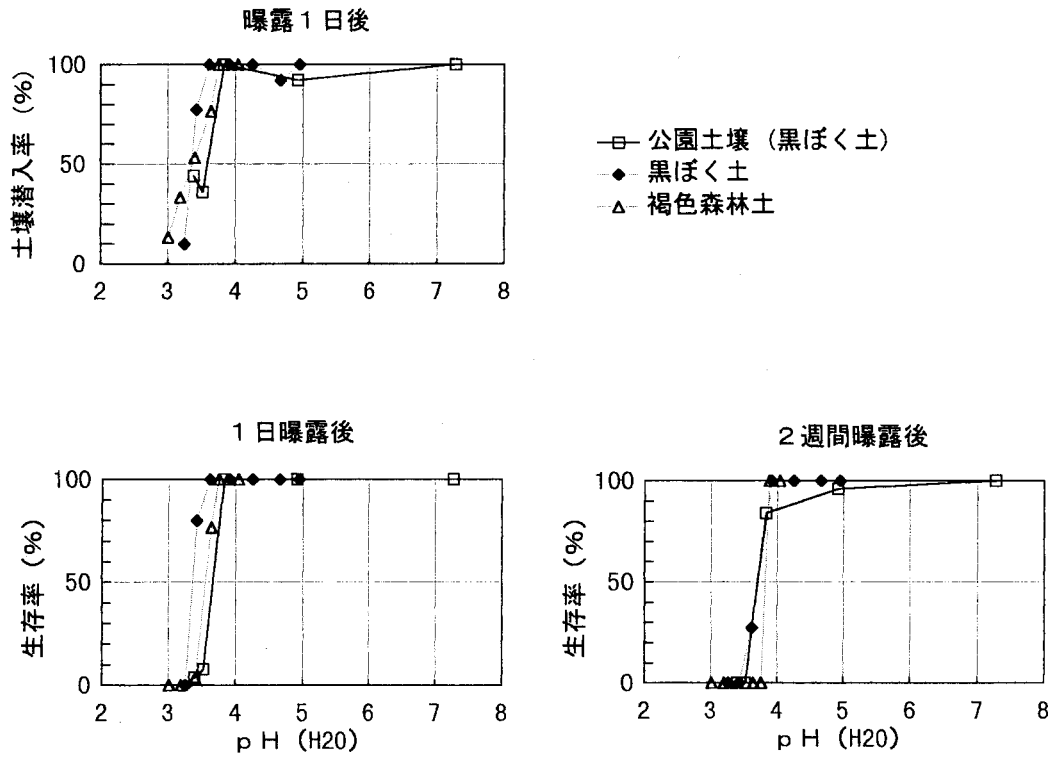 曝露１日後
土壌潜入率 (%)
100
50
0
2 3 4 5 6 7 8
公園土壌（黒ぼく土）
黒ぼく土
褐色森林土
１日曝露後
生存率 (%)
100
50
0
2 3 4 5 6 7 8
ｐＨ (H2O)
２週間曝露後
生存率 (%)
100
50
0
2 3 4 5 6 7 8
ｐＨ (H2O)